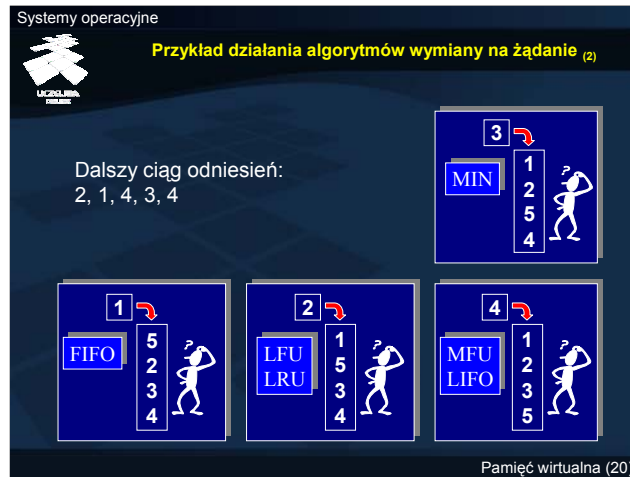 Systemy operacyjne
Przykład działania algorytmów wymiany na żądanie (2)
UCZELNIA
ONLINE
Dalszy ciąg odniesień:
2, 1, 4, 3, 4
3
MIN
1
2
5
4
?
1
FIFO
5
2
3
4
?
2
LFU
LRU
1
5
3
4
?
4
MFU
LIFO
1
2
3
5
?
Pamięć wirtualna (20